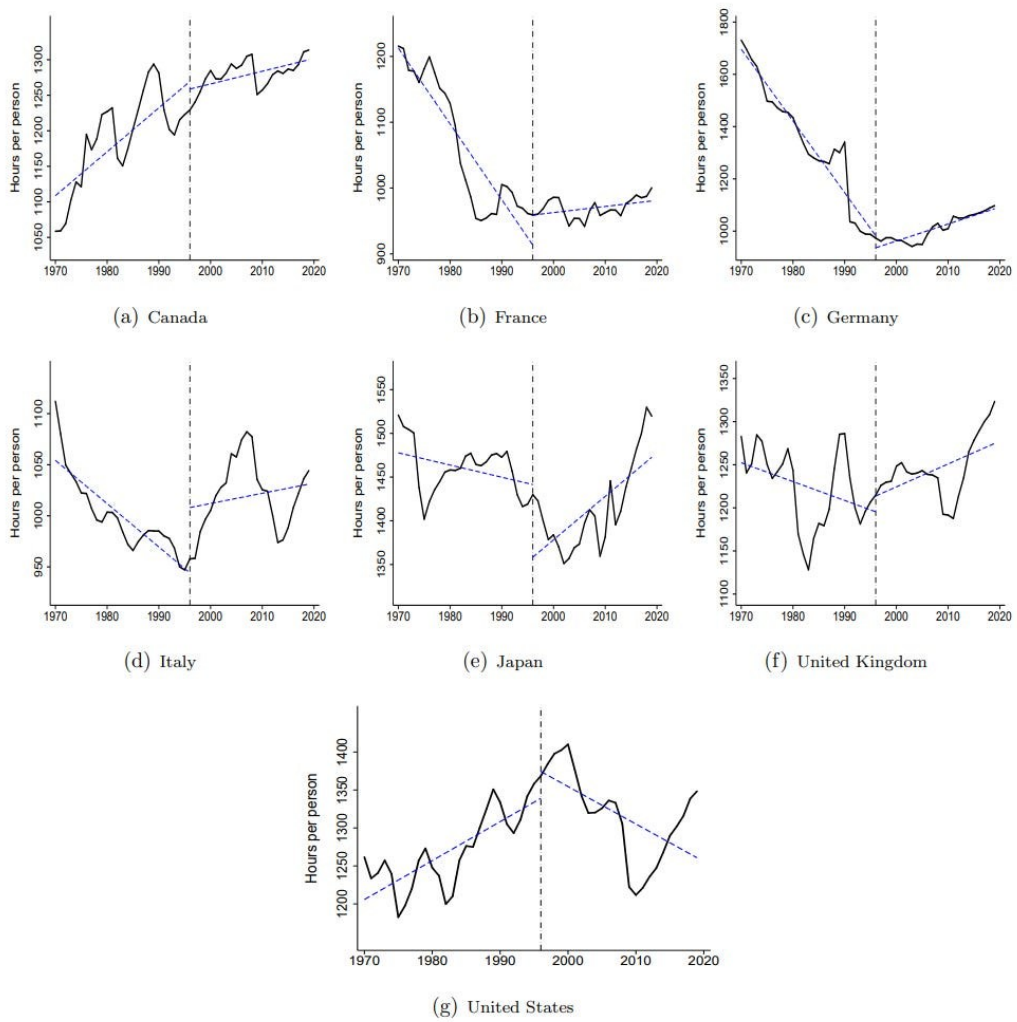 Hours per person
1050 1100 1150 1200 1250 1300
1970 1980 1990 2000 2010 2020
(a) Canada
Hours per person
900 1000 1100 1200
1970 1980 1990 2000 2010 2020
(b) France
Hours per person
1000 1200 1400 1600 1800
1970 1980 1990 2000 2010 2020
(c) Germany
Hours per person
950 1000 1050 1100
1970 1980 1990 2000 2010 2020
(d) Italy
Hours per person
1350 1400 1450 1500 1550
1970 1980 1990 2000 2010 2020
(e) Japan
Hours per person
1100 1150 1200 1250 1300 1350
1970 1980 1990 2000 2010 2020
(f) United Kingdom
Hours per person
1200 1250 1300 1350 1400
1970 1980 1990 2000 2010 2020
(g) United States